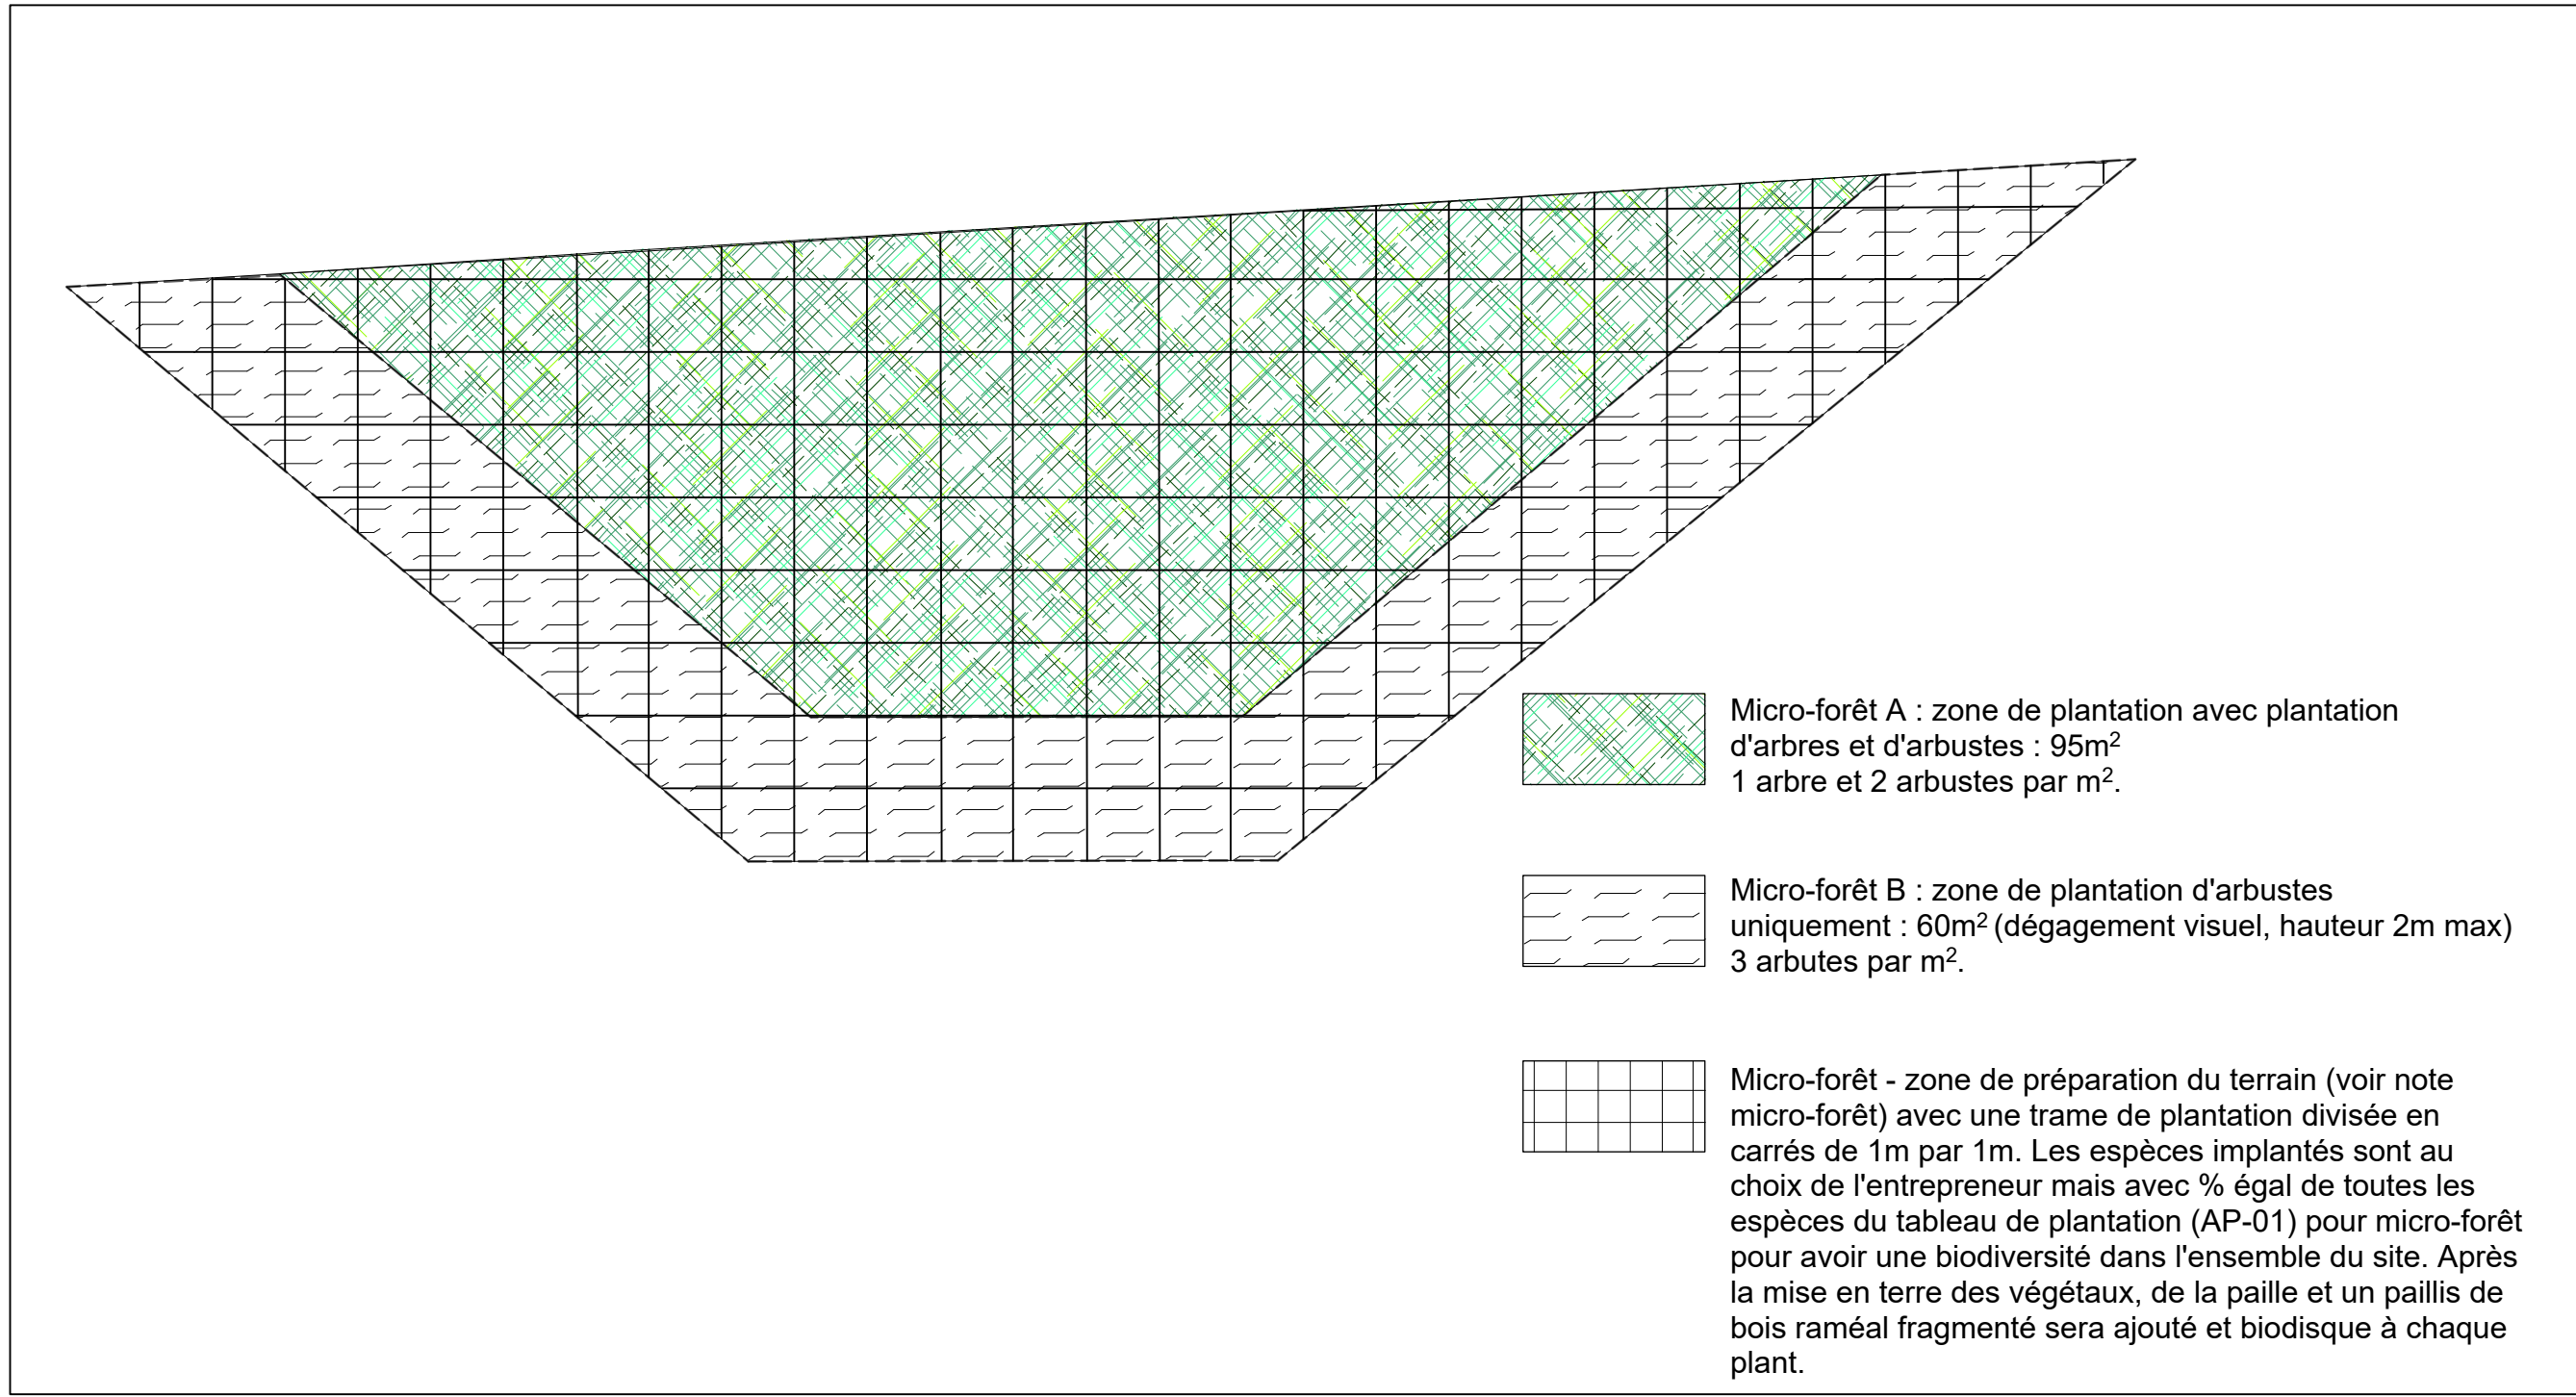 Micro-forêt A : zone de plantation avec plantation
d'arbres et d'arbustes : 95m²
1 arbre et 2 arbustes par m².
Micro-forêt B : zone de plantation d'arbustes
uniquement : 60m² (dégagement visuel, hauteur 2m max)
3 arbutes par m².
Micro-forêt - zone de préparation du terrain (voir note
micro-forêt) avec une trame de plantation divisée en
carrés de 1m par 1m. Les espèces implantés sont au
choix de l'entrepreneur mais avec % égal de toutes les
espèces du tableau de plantation (AP-01) pour micro-forêt
pour avoir une biodiversité dans l'ensemble du site. Après
la mise en terre des végétaux, de la paille et un paillis de
bois raméal fragmenté sera ajouté et biodisque à chaque
plant.